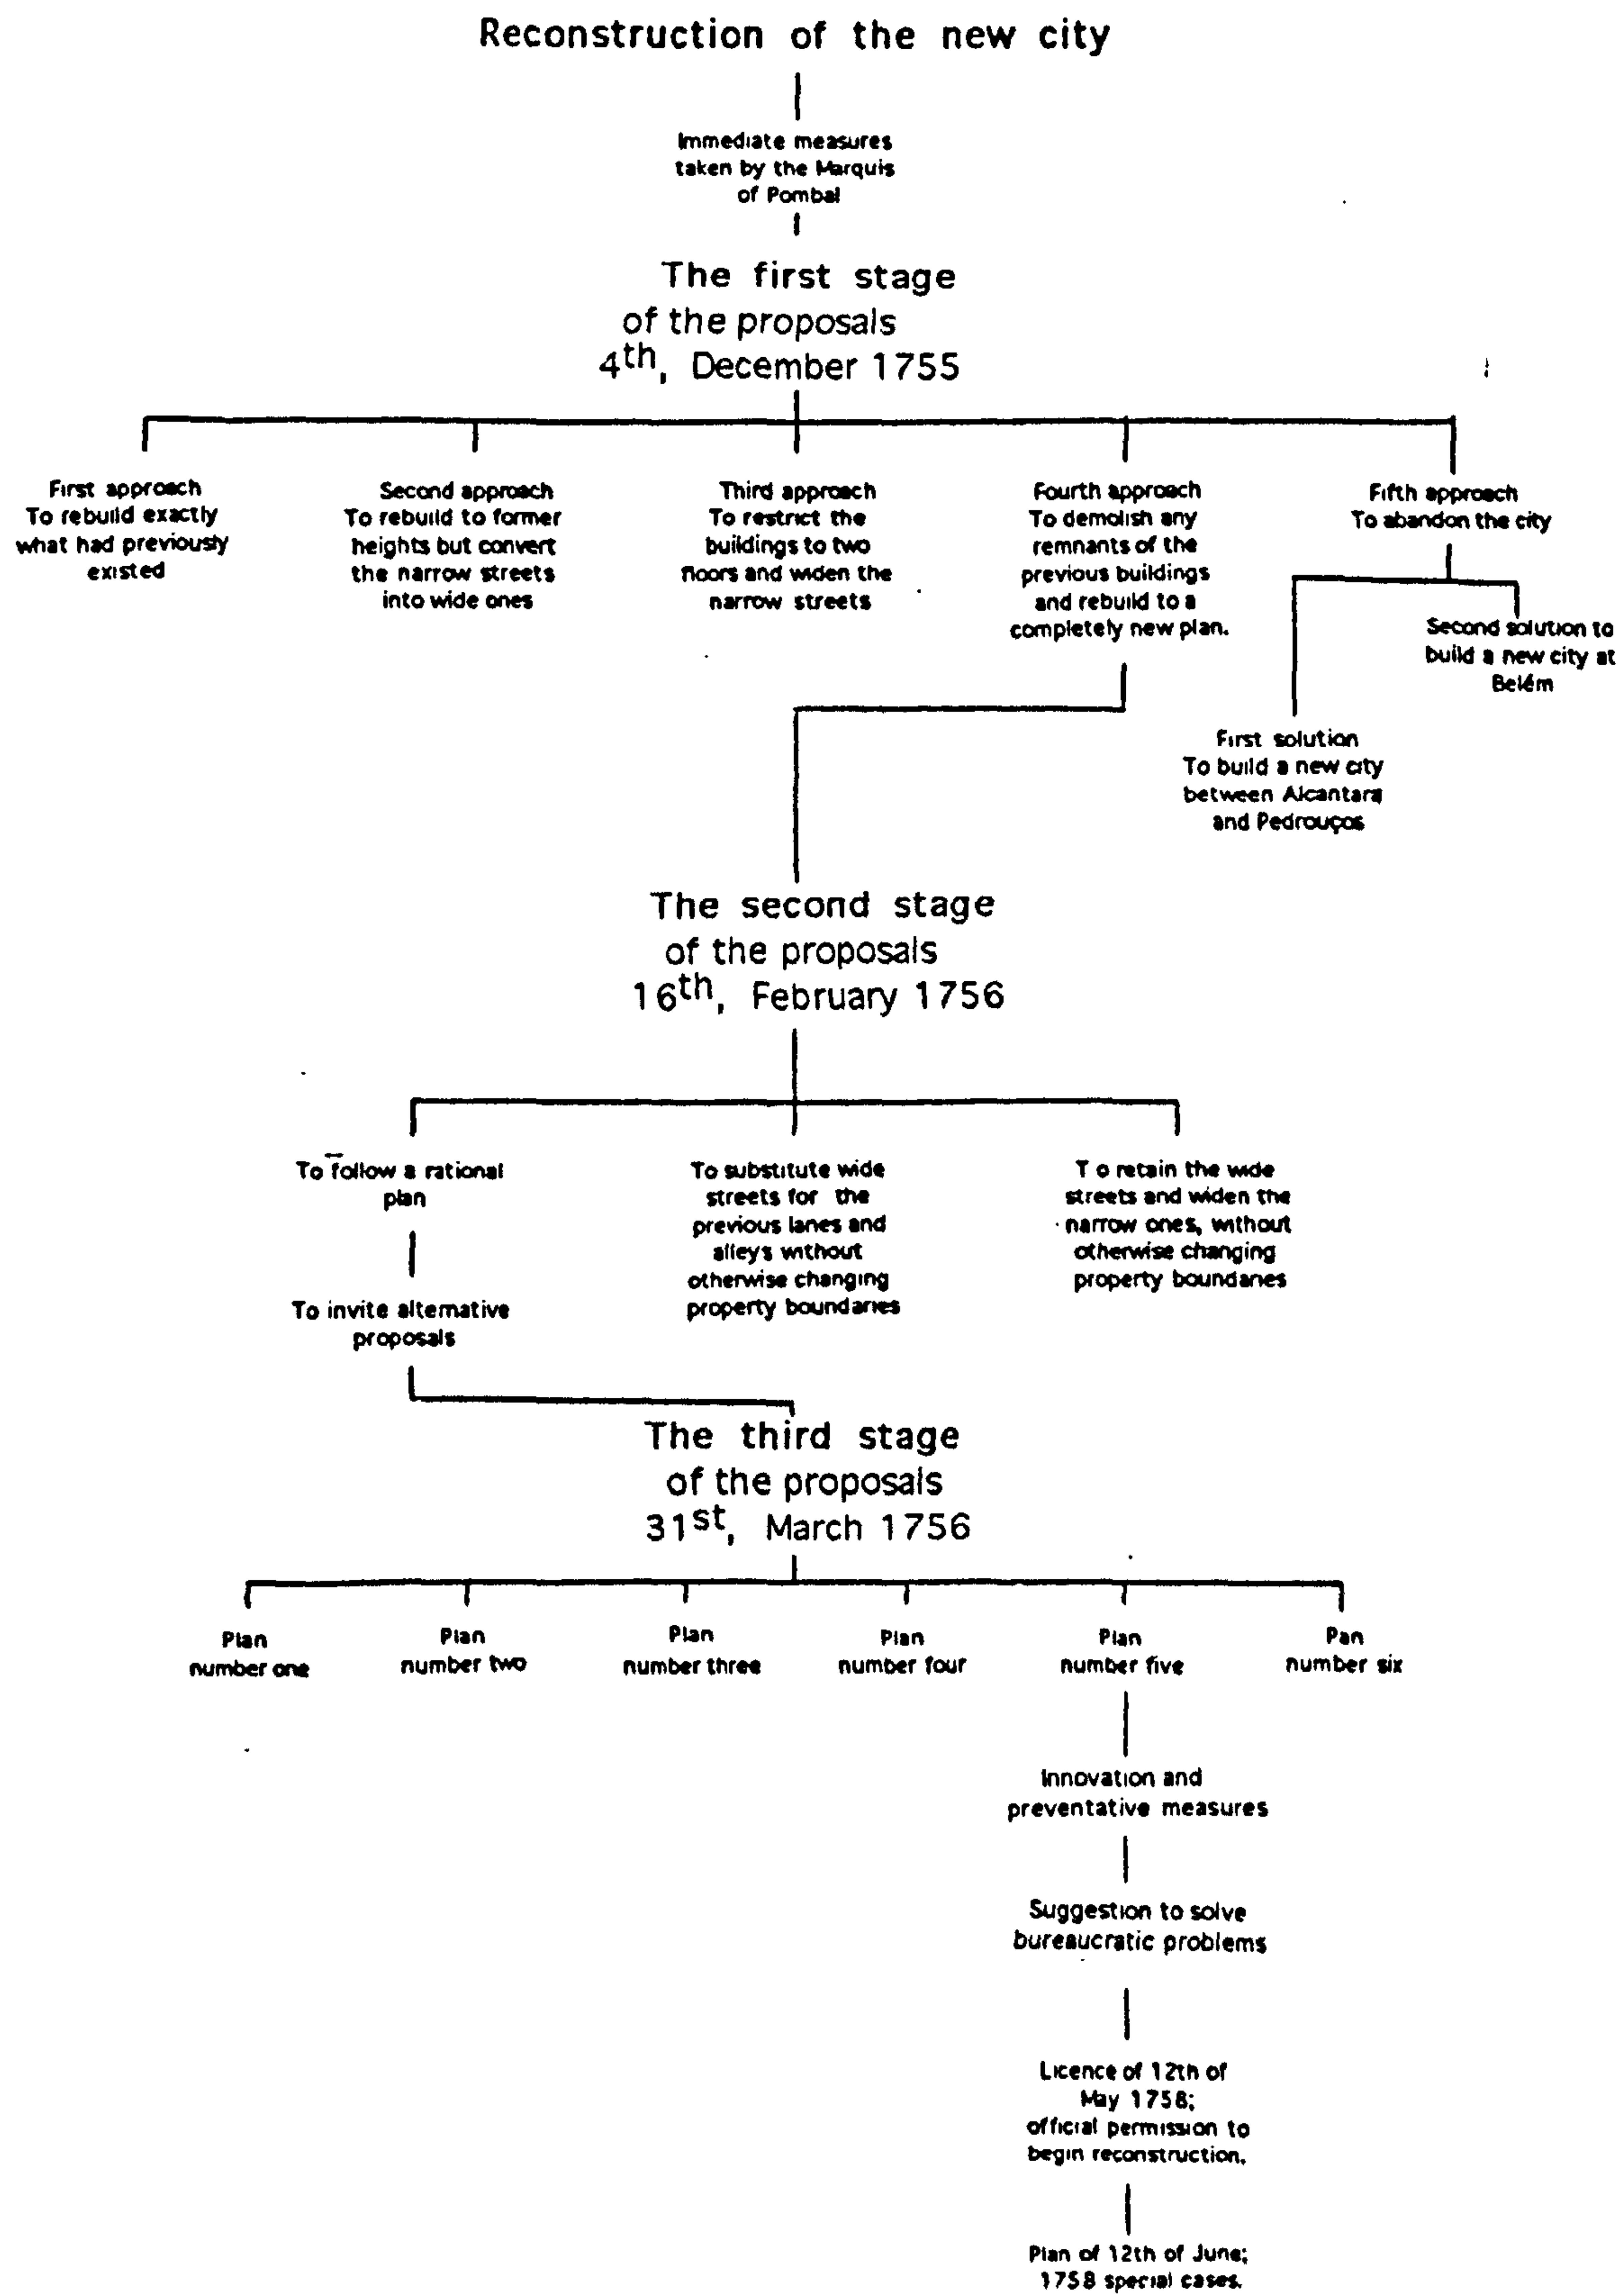 Reconstruction of the new city
Immediate measures
taken by the Marquis
of Pombal
The first stage
of the proposals
4th, December 1755
First approach
To rebuild exactly
what had previously
existed
Second approach
To rebuild to former
heights but convert
the narrow streets
into wide ones
Third approach
To restrict the
buildings to two
floors and widen the
narrow streets
Fourth approach
To demolish any
remnants of the
previous buildings
and rebuild to a
completely new plan.
Fifth approach
To abandon the city
Second solution to
build a new city at
Belém
First solution
To build a new city
between Alcantara
and Pedrouços
The second stage
of the proposals
16th, February 1756
To follow a rational
plan
To invite alternative
proposals
To substitute wide
streets for the
previous lanes and
alleys without
otherwise changing
property boundaries
T o retain the wide
streets and widen the
narrow ones, without
otherwise changing
property boundaries
The third stage
of the proposals
31st, March 1756
Plan
number one
Plan
number two
Plan
number three
Plan
number four
Plan
number five
Pan
number six
Innovation and
preventative measures
Suggestion to solve
bureaucratic problems
Licence of 12th of
May 1758;
official permission to
begin reconstruction.
Plan of 12th of June;
1758 special cases.